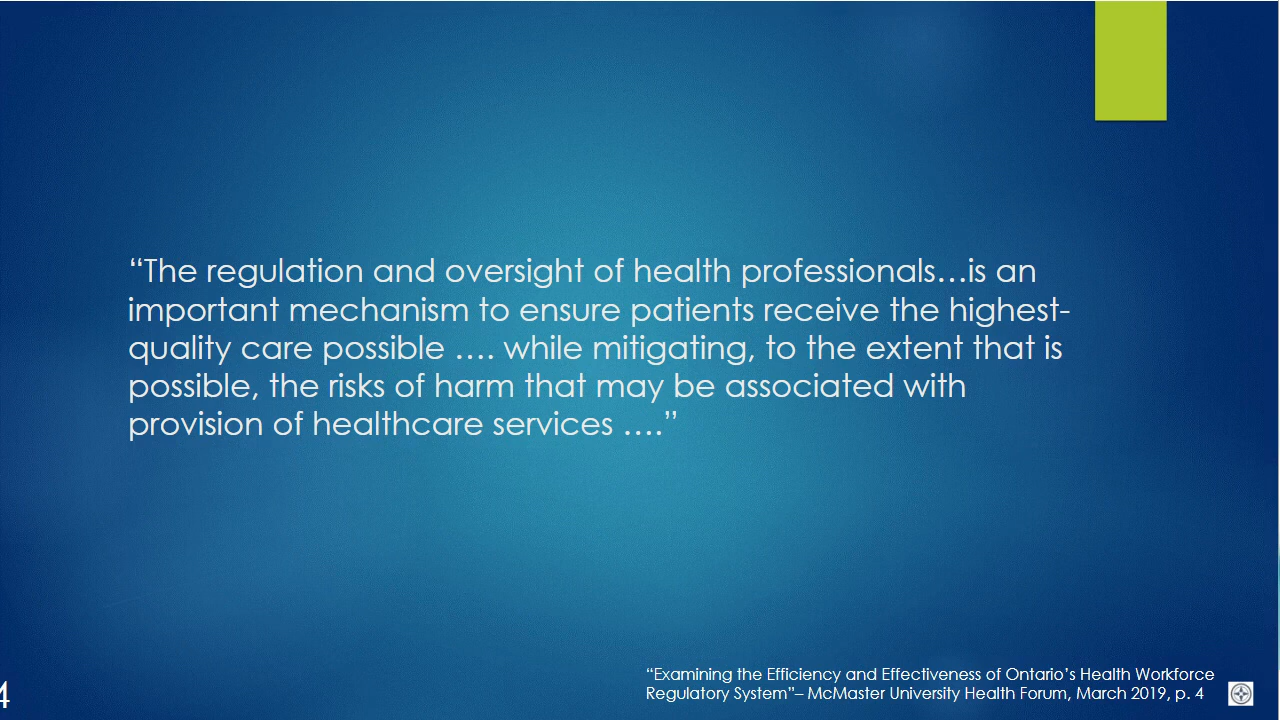 “The regulation and oversight of health professionals…is an
important mechanism to ensure patients receive the highest-
quality care possible …. while mitigating, to the extent that is
possible, the risks of harm that may be associated with
provision of healthcare services ….”
“Examining the Efficiency and Effectiveness of Ontario’s Health Workforce
Regulatory System”– McMaster University Health Forum, March 2019, p. 4
4